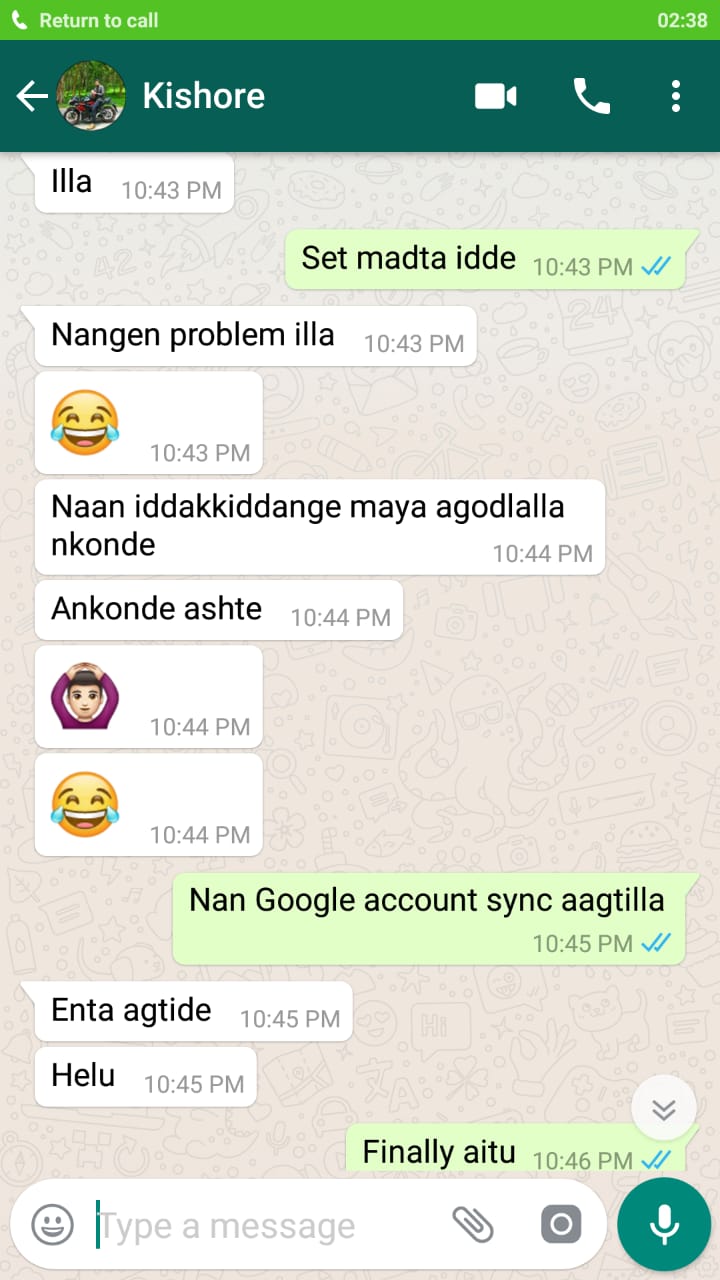 Return to call 02:38
Kishore
Illa 10:43 PM
Set madta idde 10:43 PM
Nangen problem illa 10:43 PM
10:43 PM
Naan iddakkiddange maya agodlalla
nkonde 10:44 PM
Ankonde ashte 10:44 PM
10:44 PM
10:44 PM
Nan Google account sync aagtilla
10:45 PM
Enta agtide 10:45 PM
Helu 10:45 PM
Finally aitu 10:46 PM
Type a message